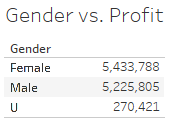 Gender vs. Profit
Gender
Female 5,433,788
Male 5,225,805
U 270,421